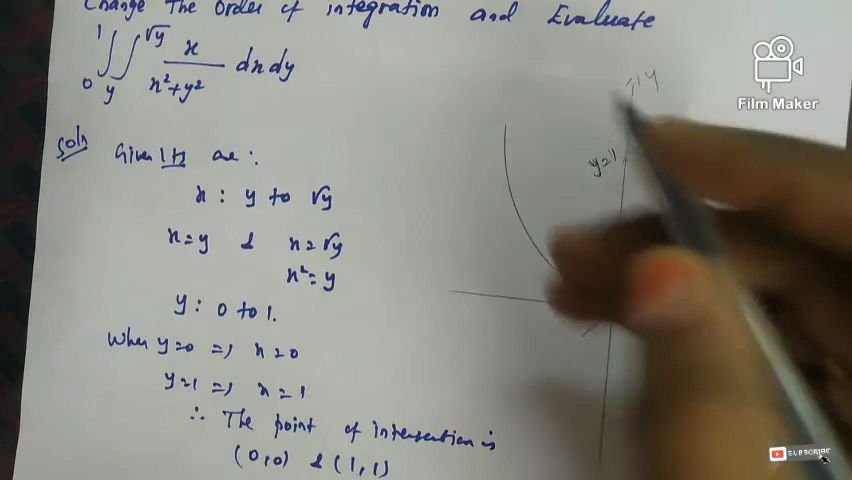 Change the Order of integration and Evaluate
1 √y
∫ ∫ x / x²+y² dx dy
0 y
Soln
Given lts are:
x : y to √y
x=y & x=√y
x²=y
y: 0 to 1.
When y=0 => x=0
y=1 => x=1
∴ The point of intersection is
(0,0) & (1,1)
y
y=1
Film Maker
SUBSCRIBE